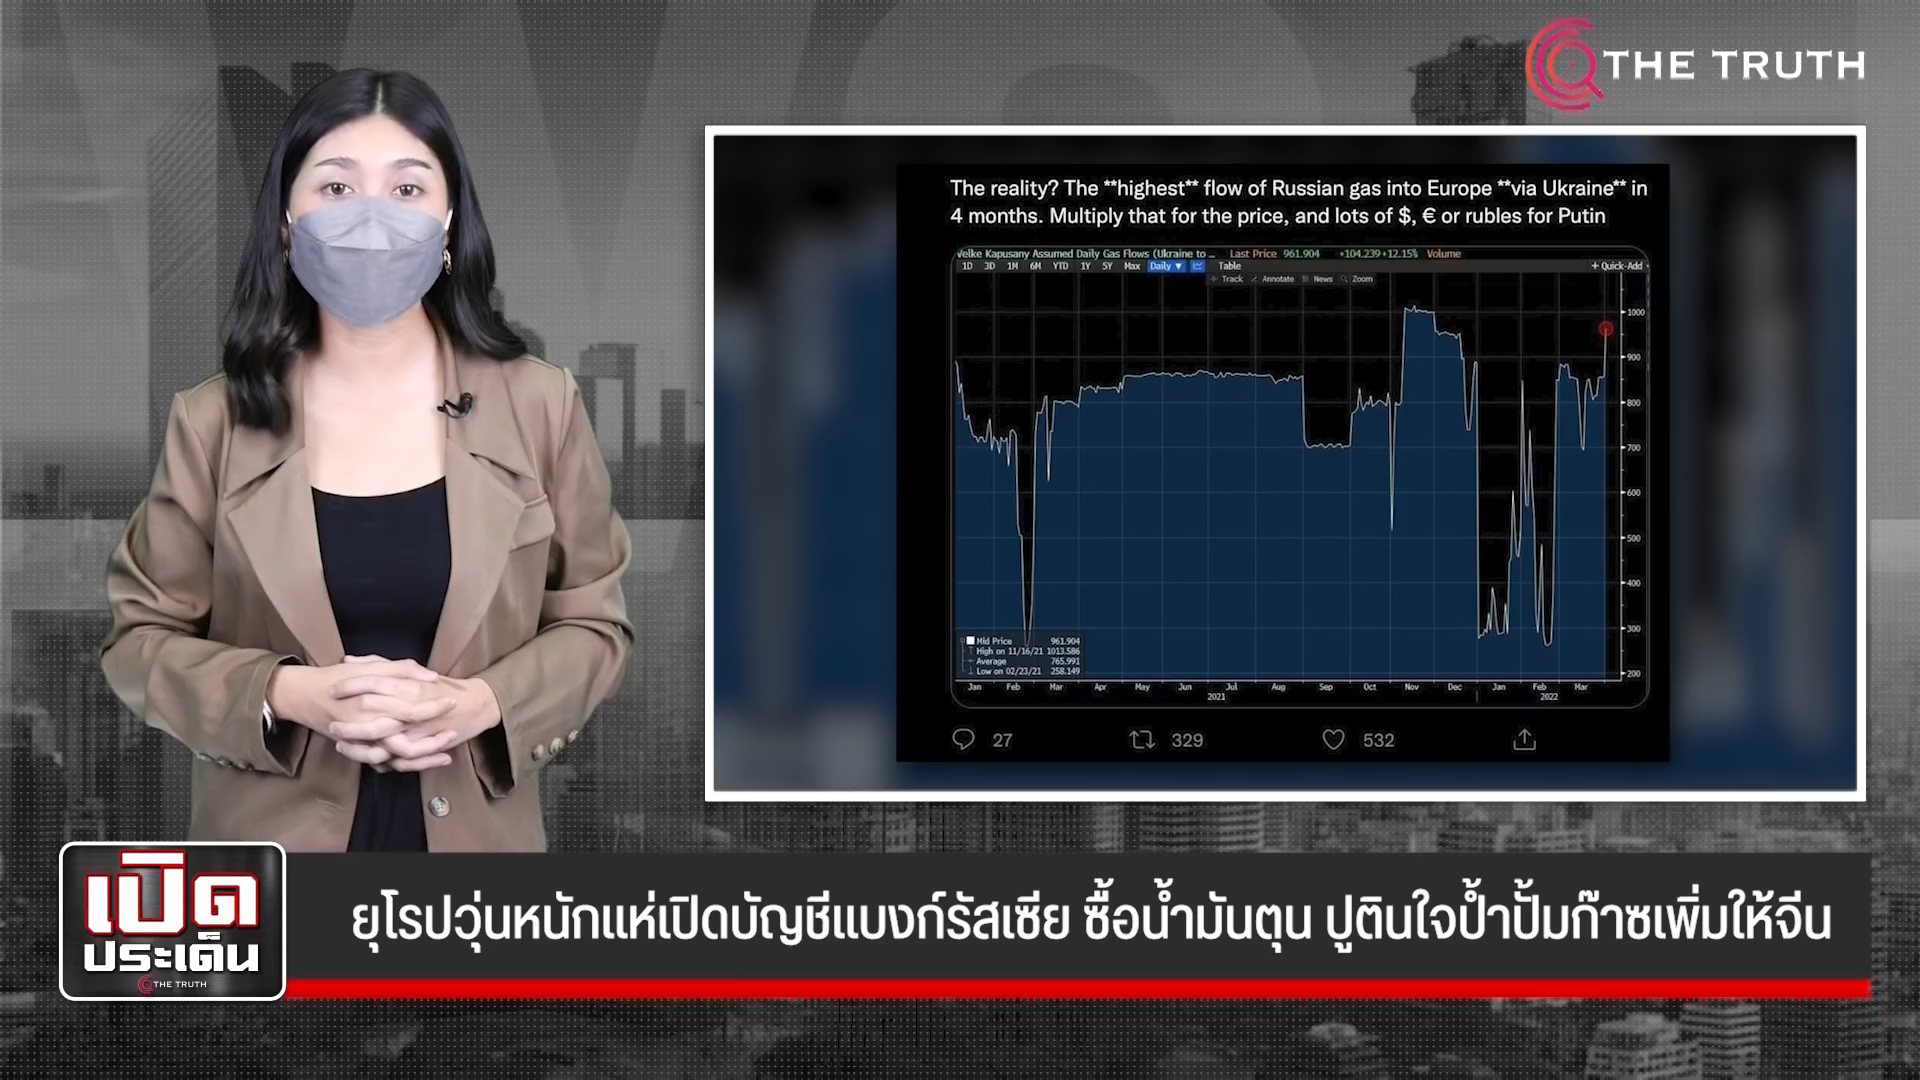 THE TRUTH
The reality? The **highest** flow of Russian gas into Europe **via Ukraine** in
4 months. Multiply that for the price, and lots of $, € or rubles for Putin
Velke Kapusany Assumed Daily Gas Flows (Ukraine to ... Last Price 961.904 +104.239 +12.15% Volume
1D 3D 1M 6M YTD 1Y 5Y Max Daily ▼ Table + Quick-Add
+ Track Annotate News Zoom
1000
900
800
700
600
500
400
300
200
Mid Price 961.904
High on 11/16/21 1013.586
Average 765.991
Low on 02/23/21 258.149
Jan Feb Mar Apr May Jun Jul Aug Sep Oct Nov Dec Jan Feb Mar
2021 2022
27 329 532
เปิด
ประเด็น
THE TRUTH
ยุโรปวุ่นหนักแห่เปิดบัญชีแบงก์รัสเซีย ซื้อน้ำมันตุน ปูตินใจป้ำปั้มก๊าซเพิ่มให้จีน